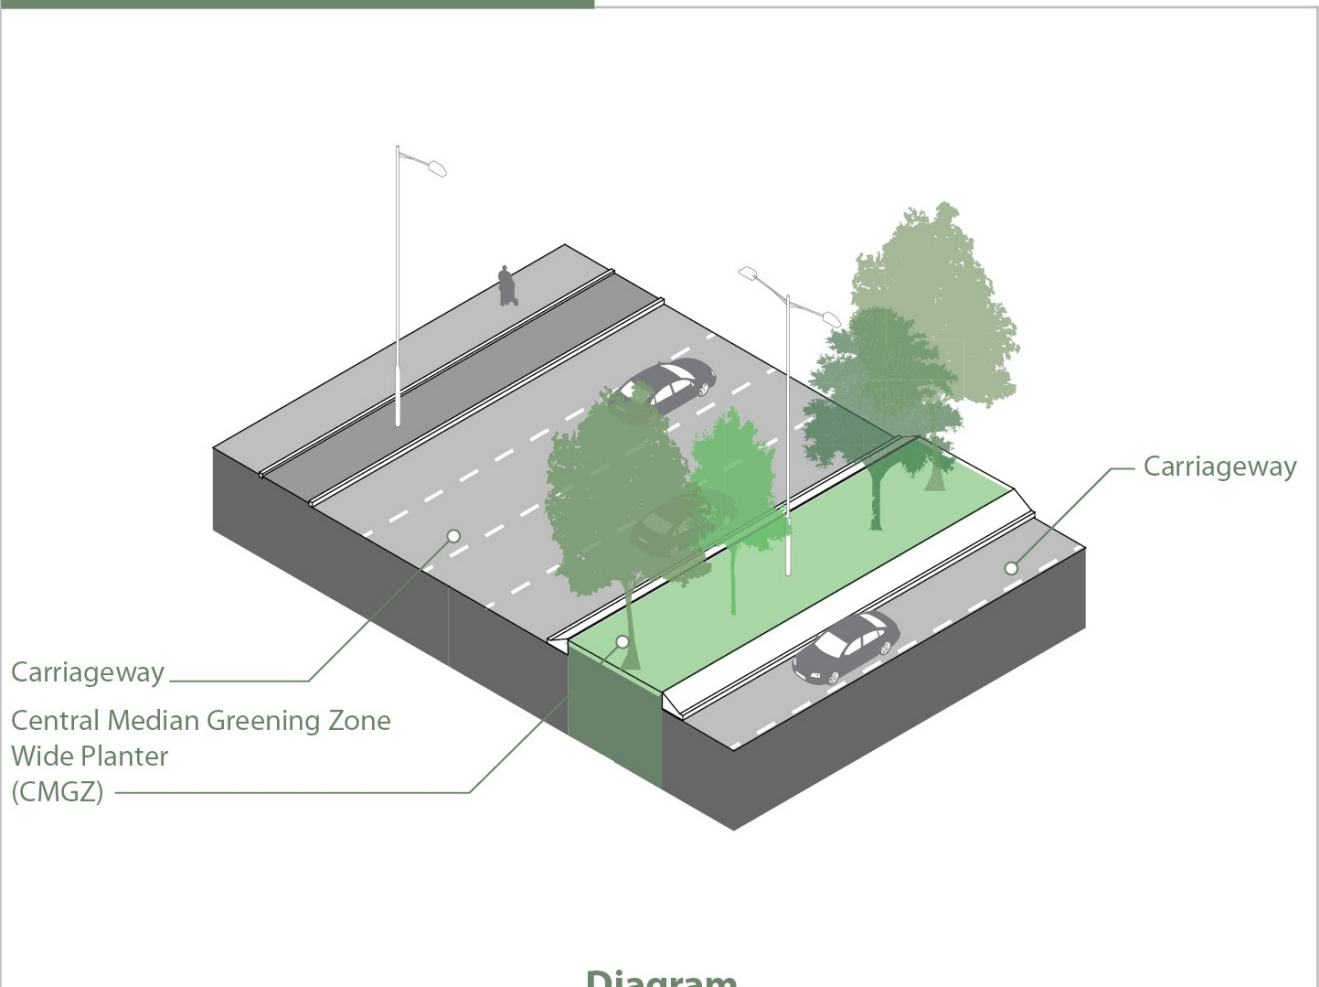 Carriageway
Carriageway
Central Median Greening Zone
Wide Planter
(CMGZ)
Diagram